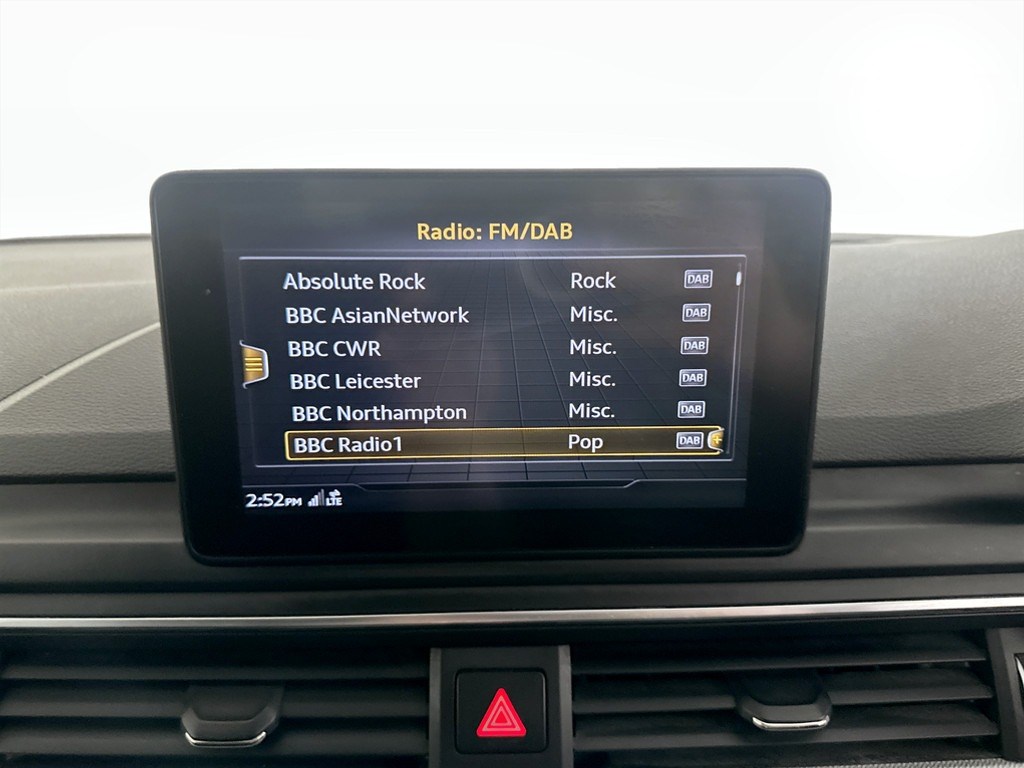 Radio: FM/DAB
Absolute Rock Rock DAB
BBC AsianNetwork Misc. DAB
BBC CWR Misc. DAB
BBC Leicester Misc. DAB
BBC Northampton Misc. DAB
BBC Radio1 Pop DAB
2:52PM LTE